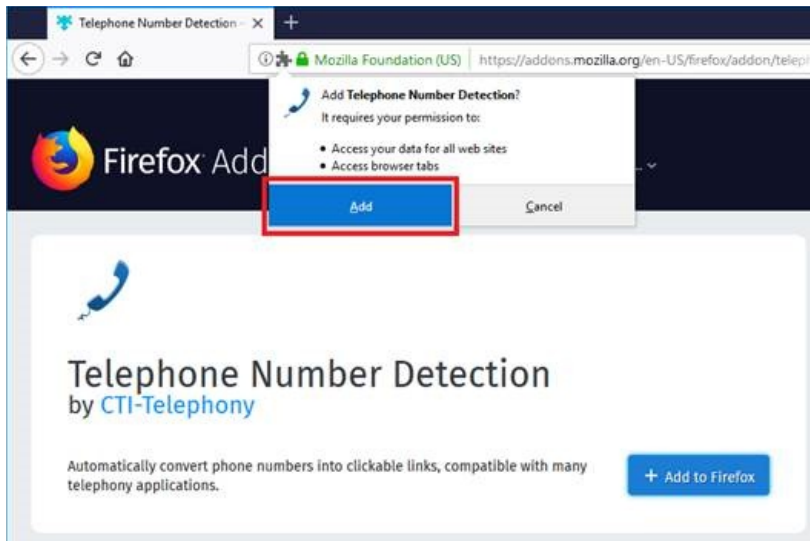 Telephone Number Detection –
Mozilla Foundation (US) https://addons.mozilla.org/en-US/firefox/addon/telep
Add Telephone Number Detection?
It requires your permission to:
• Access your data for all web sites
• Access browser tabs
Firefox Add
Add Cancel
Telephone Number Detection
by CTI-Telephony
Automatically convert phone numbers into clickable links, compatible with many
telephony applications.
+ Add to Firefox